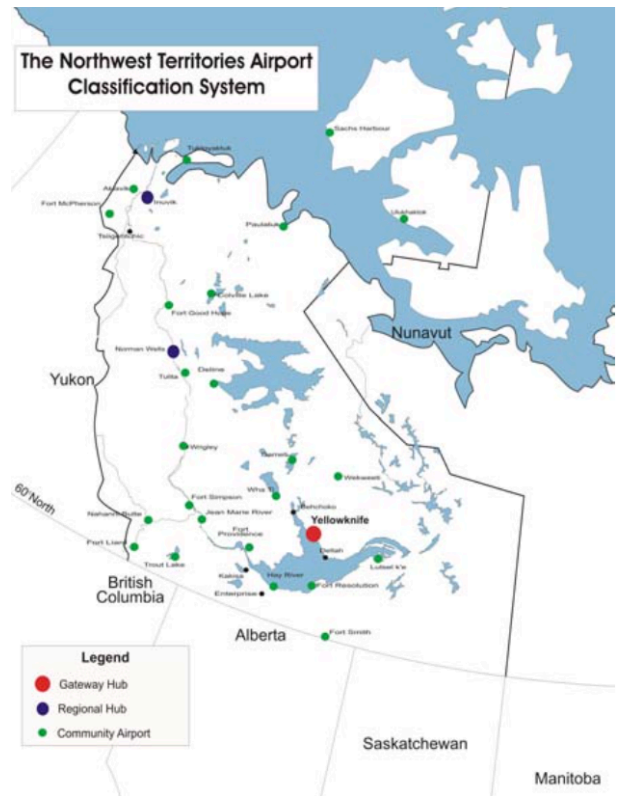 The Northwest Territories Airport
Classification System
Sachs Harbour
Tuktoyaktuk
Aklavik
Inuvik
Fort McPherson
Tsiigehtchic
Paulatuk
Ulukhaktok
Colville Lake
Fort Good Hope
Nunavut
Norman Wells
Yukon
Tulita
Deline
Wrigley
Gameti
Wekweeti
Wha Ti
60°North
Fort Simpson
Behchoko
Nahanni Butte
Jean Marie River
Yellowknife
Fort
Providence
Fort Liard
Dettah
Trout Lake
Lutsel k'e
Kakisa
Hay River
British
Columbia
Fort Resolution
Enterprise
Alberta
Fort Smith
Legend
Gateway Hub
Regional Hub
Community Airport
Saskatchewan
Manitoba